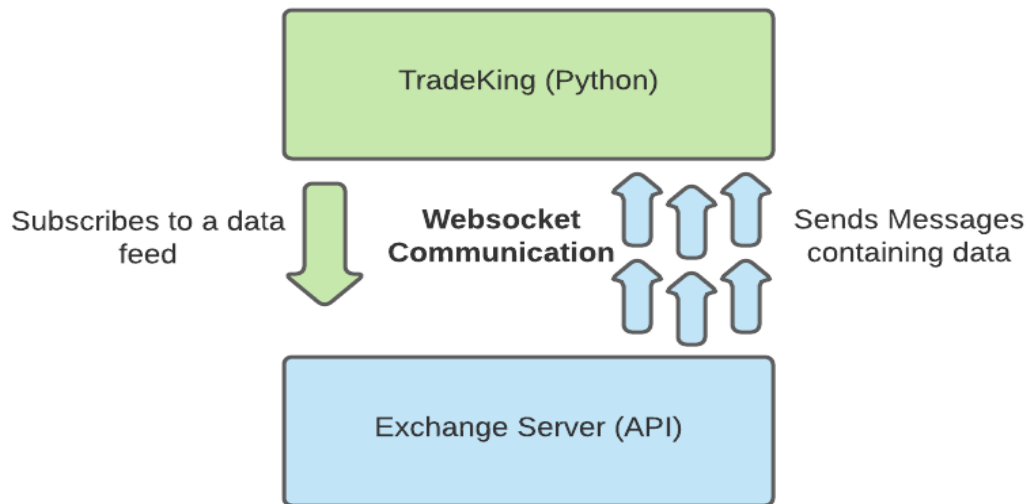 TradeKing (Python)
Subscribes to a data
feed
Websocket
Communication
Sends Messages
containing data
Exchange Server (API)